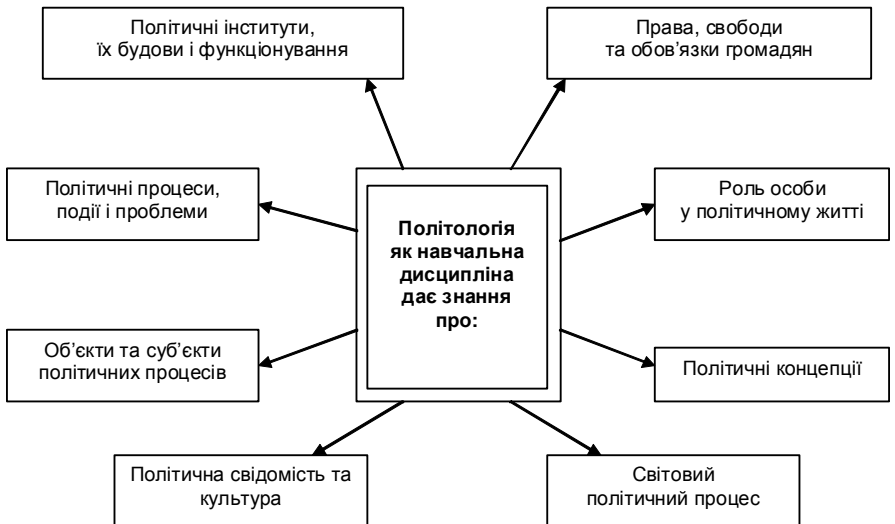 Політичні інститути,
їх будови і функціонування
Права, свободи
та обов’язки громадян
Політичні процеси,
події і проблеми
Роль особи
у політичному житті
Політологія
як навчальна
дисципліна
дає знання
про:
Об’єкти та суб’єкти
політичних процесів
Політичні концепції
Політична свідомість та
культура
Світовий
політичний процес